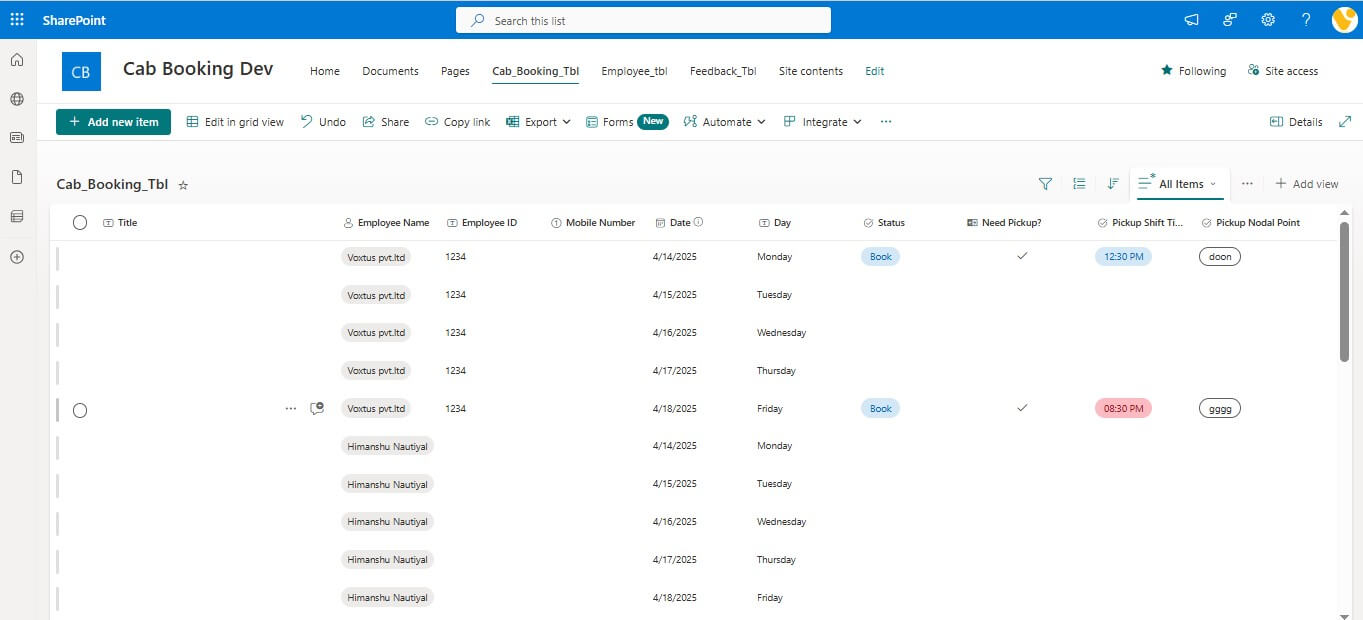 SharePoint
Search this list
CB
Cab Booking Dev
Home Documents Pages Cab_Booking_Tbl Employee_tbl Feedback_Tbl Site contents Edit
Following Site access
Add new item Edit in grid view Undo Share Copy link Export Forms New Automate Integrate ... Details
Cab_Booking_Tbl
All Items ... Add view
Title Employee Name Employee ID Mobile Number Date Day Status Need Pickup? Pickup Shift Ti... Pickup Nodal Point
Voxtus pvt.ltd 1234 4/14/2025 Monday Book 12:30 PM doon
Voxtus pvt.ltd 1234 4/15/2025 Tuesday
Voxtus pvt.ltd 1234 4/16/2025 Wednesday
Voxtus pvt.ltd 1234 4/17/2025 Thursday
... Voxtus pvt.ltd 1234 4/18/2025 Friday Book 08:30 PM gggg
Himanshu Nautiyal 4/14/2025 Monday
Himanshu Nautiyal 4/15/2025 Tuesday
Himanshu Nautiyal 4/16/2025 Wednesday
Himanshu Nautiyal 4/17/2025 Thursday
Himanshu Nautiyal 4/18/2025 Friday